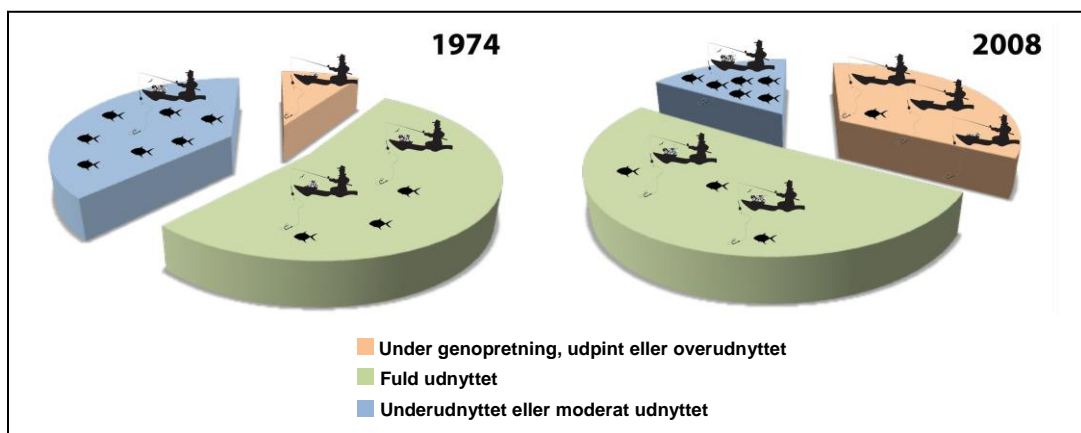 1974
2008
Under genopretning, udpint eller overudnyttet
Fuld udnyttet
Underudnyttet eller moderat udnyttet